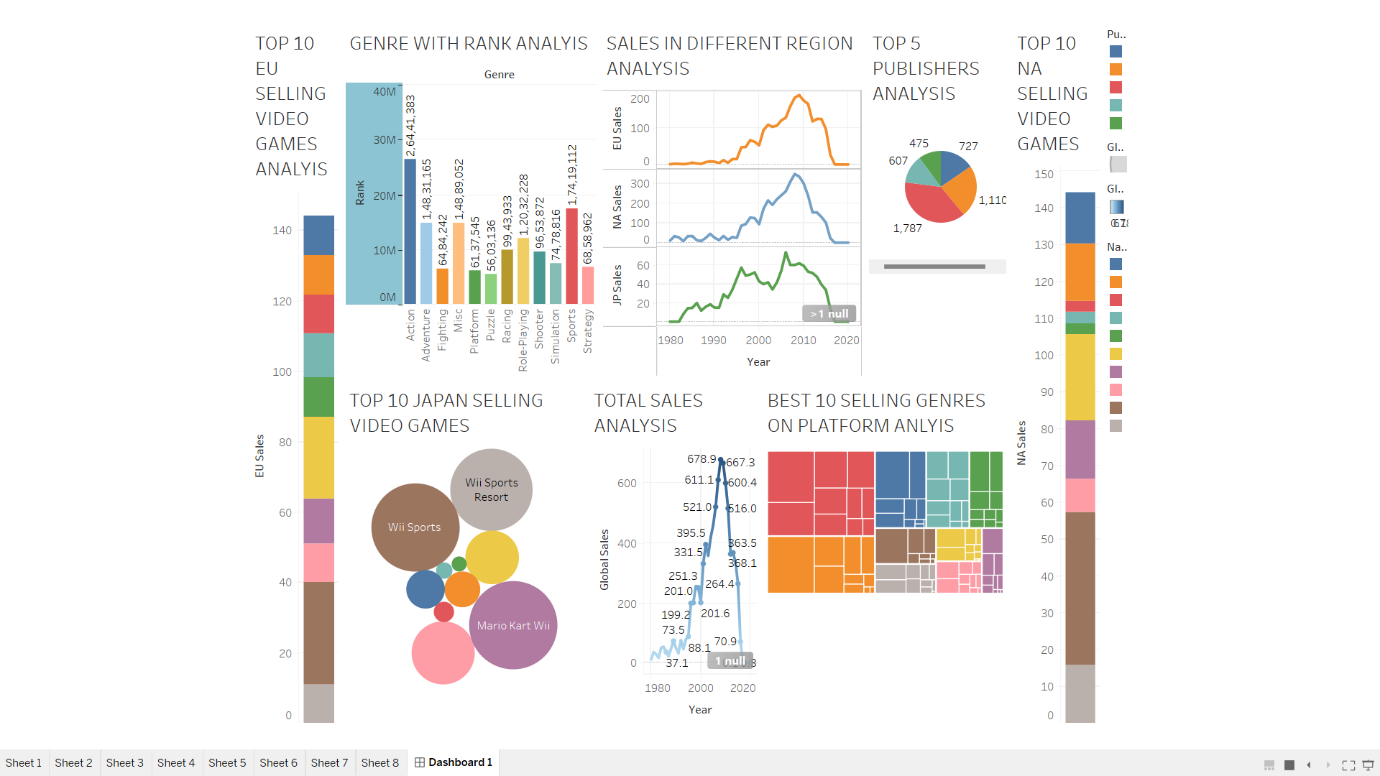 TOP 10
EU
SELLING
VIDEO
GAMES
ANALYIS
EU Sales
140
120
100
80
60
40
20
0
GENRE WITH RANK ANALYIS
Genre
Rank
40M
30M
20M
10M
0M
2,64,41,383
1,48,31,165
64,84,242
1,48,89,052
61,37,545
56,03,136
99,43,933
1,20,32,228
96,53,872
74,78,816
1,74,19,112
68,58,962
Action
Adventure
Fighting
Misc
Platform
Puzzle
Racing
Role-Playing
Shooter
Simulation
Sports
Strategy
SALES IN DIFFERENT REGION
ANALYSIS
EU Sales
200
100
0
NA Sales
300
200
100
0
JP Sales
60
40
20
>1 null
1980 1990 2000 2010 2020
Year
TOP 5
PUBLISHERS
ANALYSIS
475
727
607
1,110
1,787
TOP 10
NA
SELLING
VIDEO
GAMES
NA Sales
150
140
130
120
110
100
90
80
70
60
50
40
30
20
10
0
Pu..
Gl..
Gl..
Na..
TOP 10 JAPAN SELLING
VIDEO GAMES
Wii Sports
Resort
Wii Sports
Mario Kart Wii
TOTAL SALES
ANALYSIS
Global Sales
600
400
200
0
678.9
667.3
611.1
600.4
521.0
516.0
395.5
363.5
331.5
368.1
251.3
264.4
201.0
199.2
201.6
73.5
88.1
70.9
37.1
1 null
1980 2000 2020
Year
BEST 10 SELLING GENRES
ON PLATFORM ANLYIS
Sheet 1 Sheet 2 Sheet 3 Sheet 4 Sheet 5 Sheet 6 Sheet 7 Sheet 8 Dashboard 1